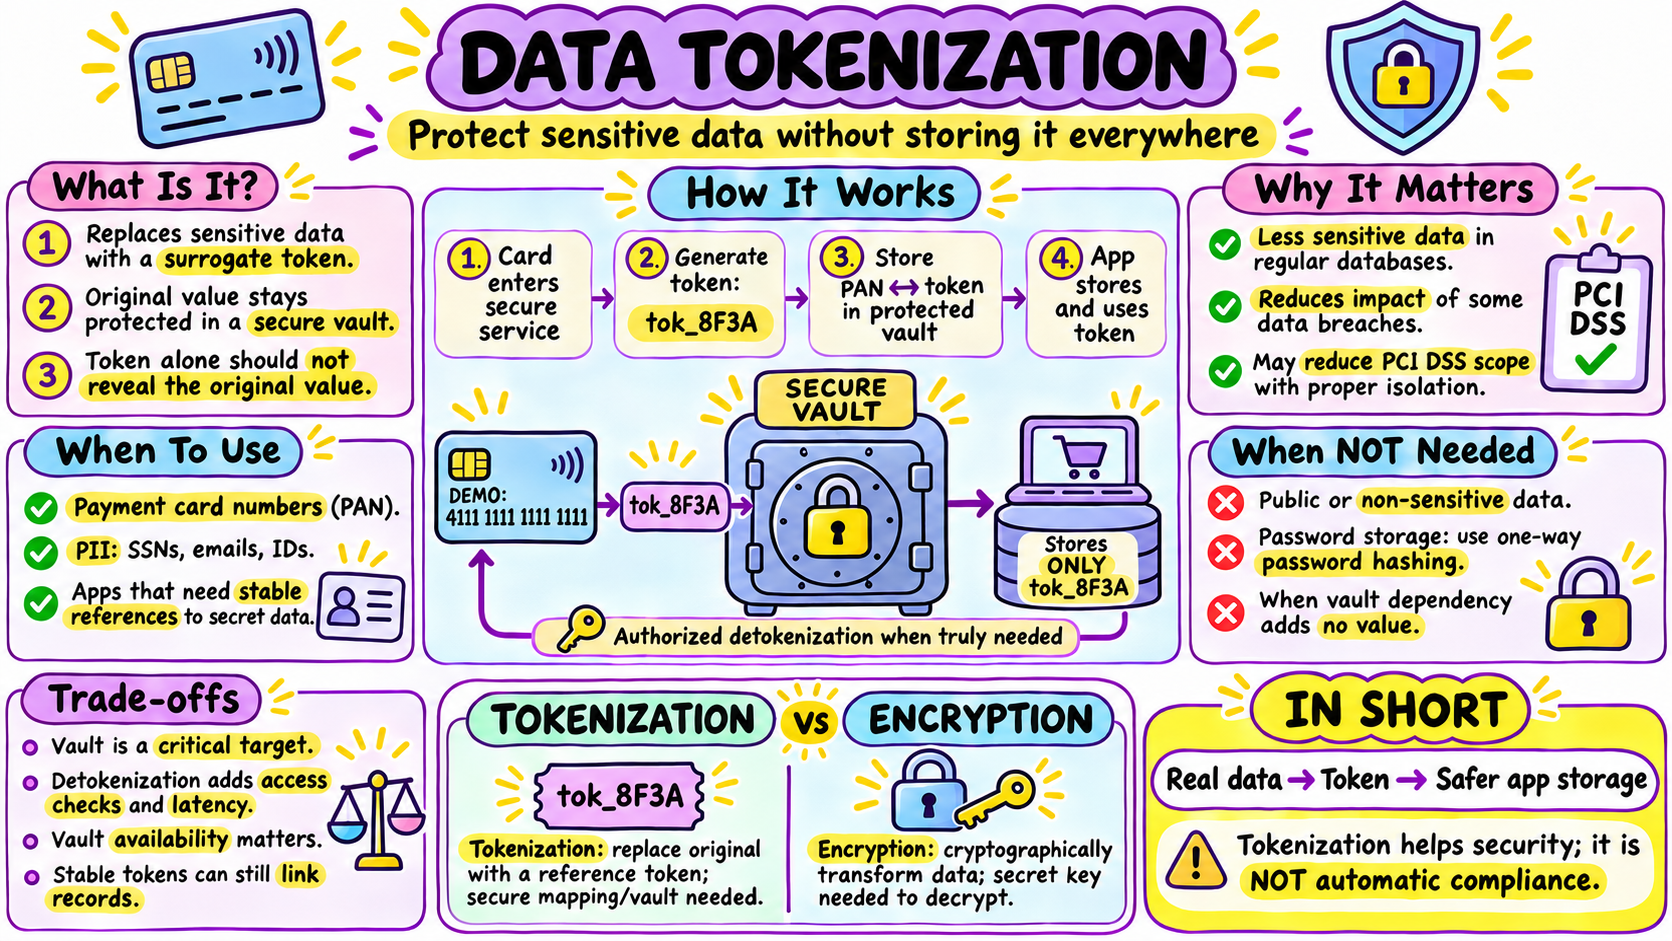 DATA TOKENIZATION
Protect sensitive data without storing it everywhere
What Is It?
1 Replaces sensitive data
with a surrogate token.
2 Original value stays
protected in a secure vault.
3 Token alone should not
reveal the original value.
How It Works
1. Card
enters
secure
service
2. Generate
token:
tok_8F3A
3. Store
PAN ↔ token
in protected
vault
4. App
stores
and uses
token
DEMO:
4111 1111 1111 1111
tok_8F3A
SECURE
VAULT
Stores
ONLY
tok_8F3A
Authorized detokenization when truly needed
Why It Matters
Less sensitive data in
regular databases.
Reduces impact of some
data breaches.
May reduce PCI DSS scope
with proper isolation.
PCI
DSS
When To Use
Payment card numbers (PAN).
PII: SSNs, emails, IDs.
Apps that need stable
references to secret data.
When NOT Needed
Public or non-sensitive data.
Password storage: use one-way
password hashing.
When vault dependency
adds no value.
Trade-offs
Vault is a critical target.
Detokenization adds access
checks and latency.
Vault availability matters.
Stable tokens can still link
records.
TOKENIZATION VS ENCRYPTION
tok_8F3A
Tokenization: replace original
with a reference token;
secure mapping/vault needed.
Encryption: cryptographically
transform data; secret key
needed to decrypt.
IN SHORT
Real data → Token → Safer app storage
Tokenization helps security; it is
NOT automatic compliance.